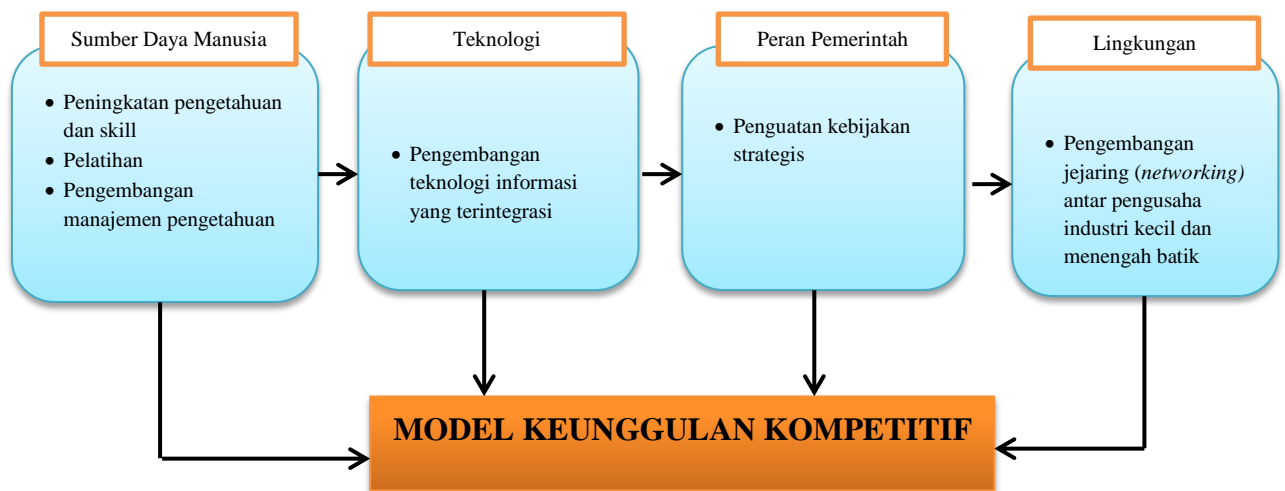 Sumber Daya Manusia
• Peningkatan pengetahuan
dan skill
• Pelatihan
• Pengembangan
manajemen pengetahuan
Teknologi
• Pengembangan
teknologi informasi
yang terintegrasi
Peran Pemerintah
• Penguatan kebijakan
strategis
Lingkungan
• Pengembangan
jejaring (networking)
antar pengusaha
industri kecil dan
menengah batik
MODEL KEUNGGULAN KOMPETITIF